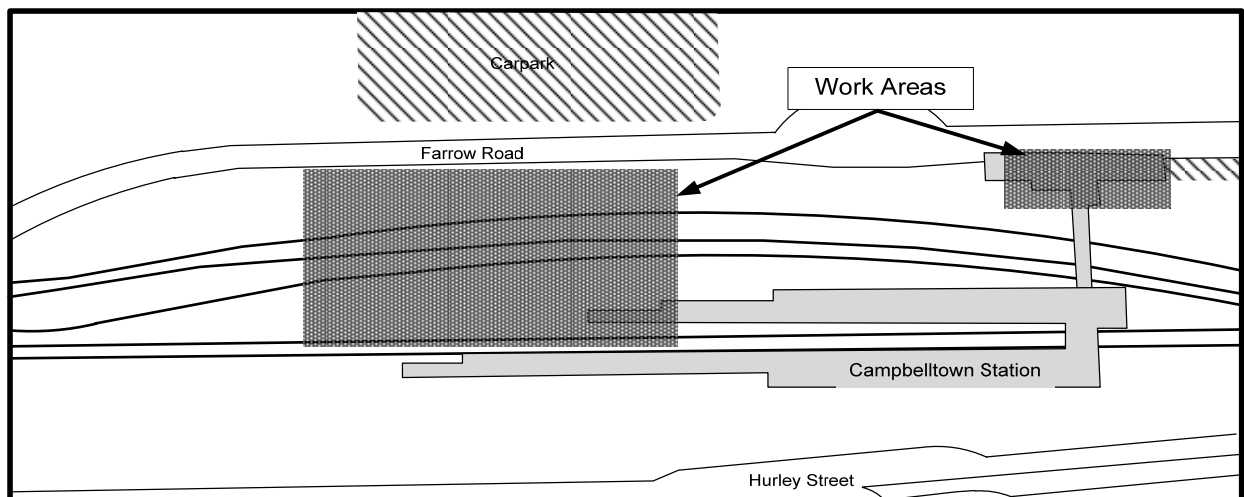 Carpark
Work Areas
Farrow Road
Campbelltown Station
Hurley Street